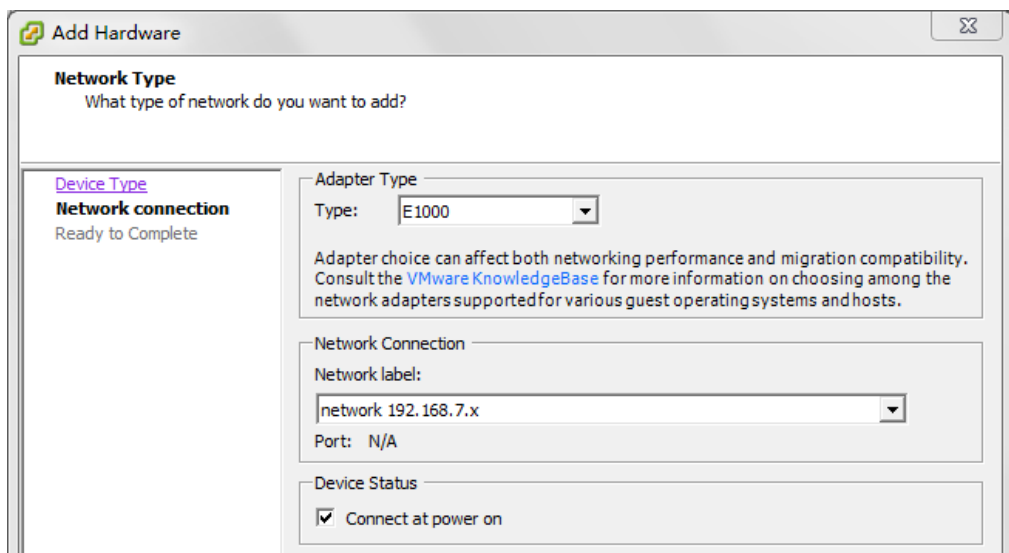 Add Hardware
Network Type
What type of network do you want to add?
Device Type
Network connection
Ready to Complete
Adapter Type
Type: E1000
Adapter choice can affect both networking performance and migration compatibility.
Consult the VMware KnowledgeBase for more information on choosing among the
network adapters supported for various guest operating systems and hosts.
Network Connection
Network label:
network 192.168.7.x
Port: N/A
Device Status
Connect at power on